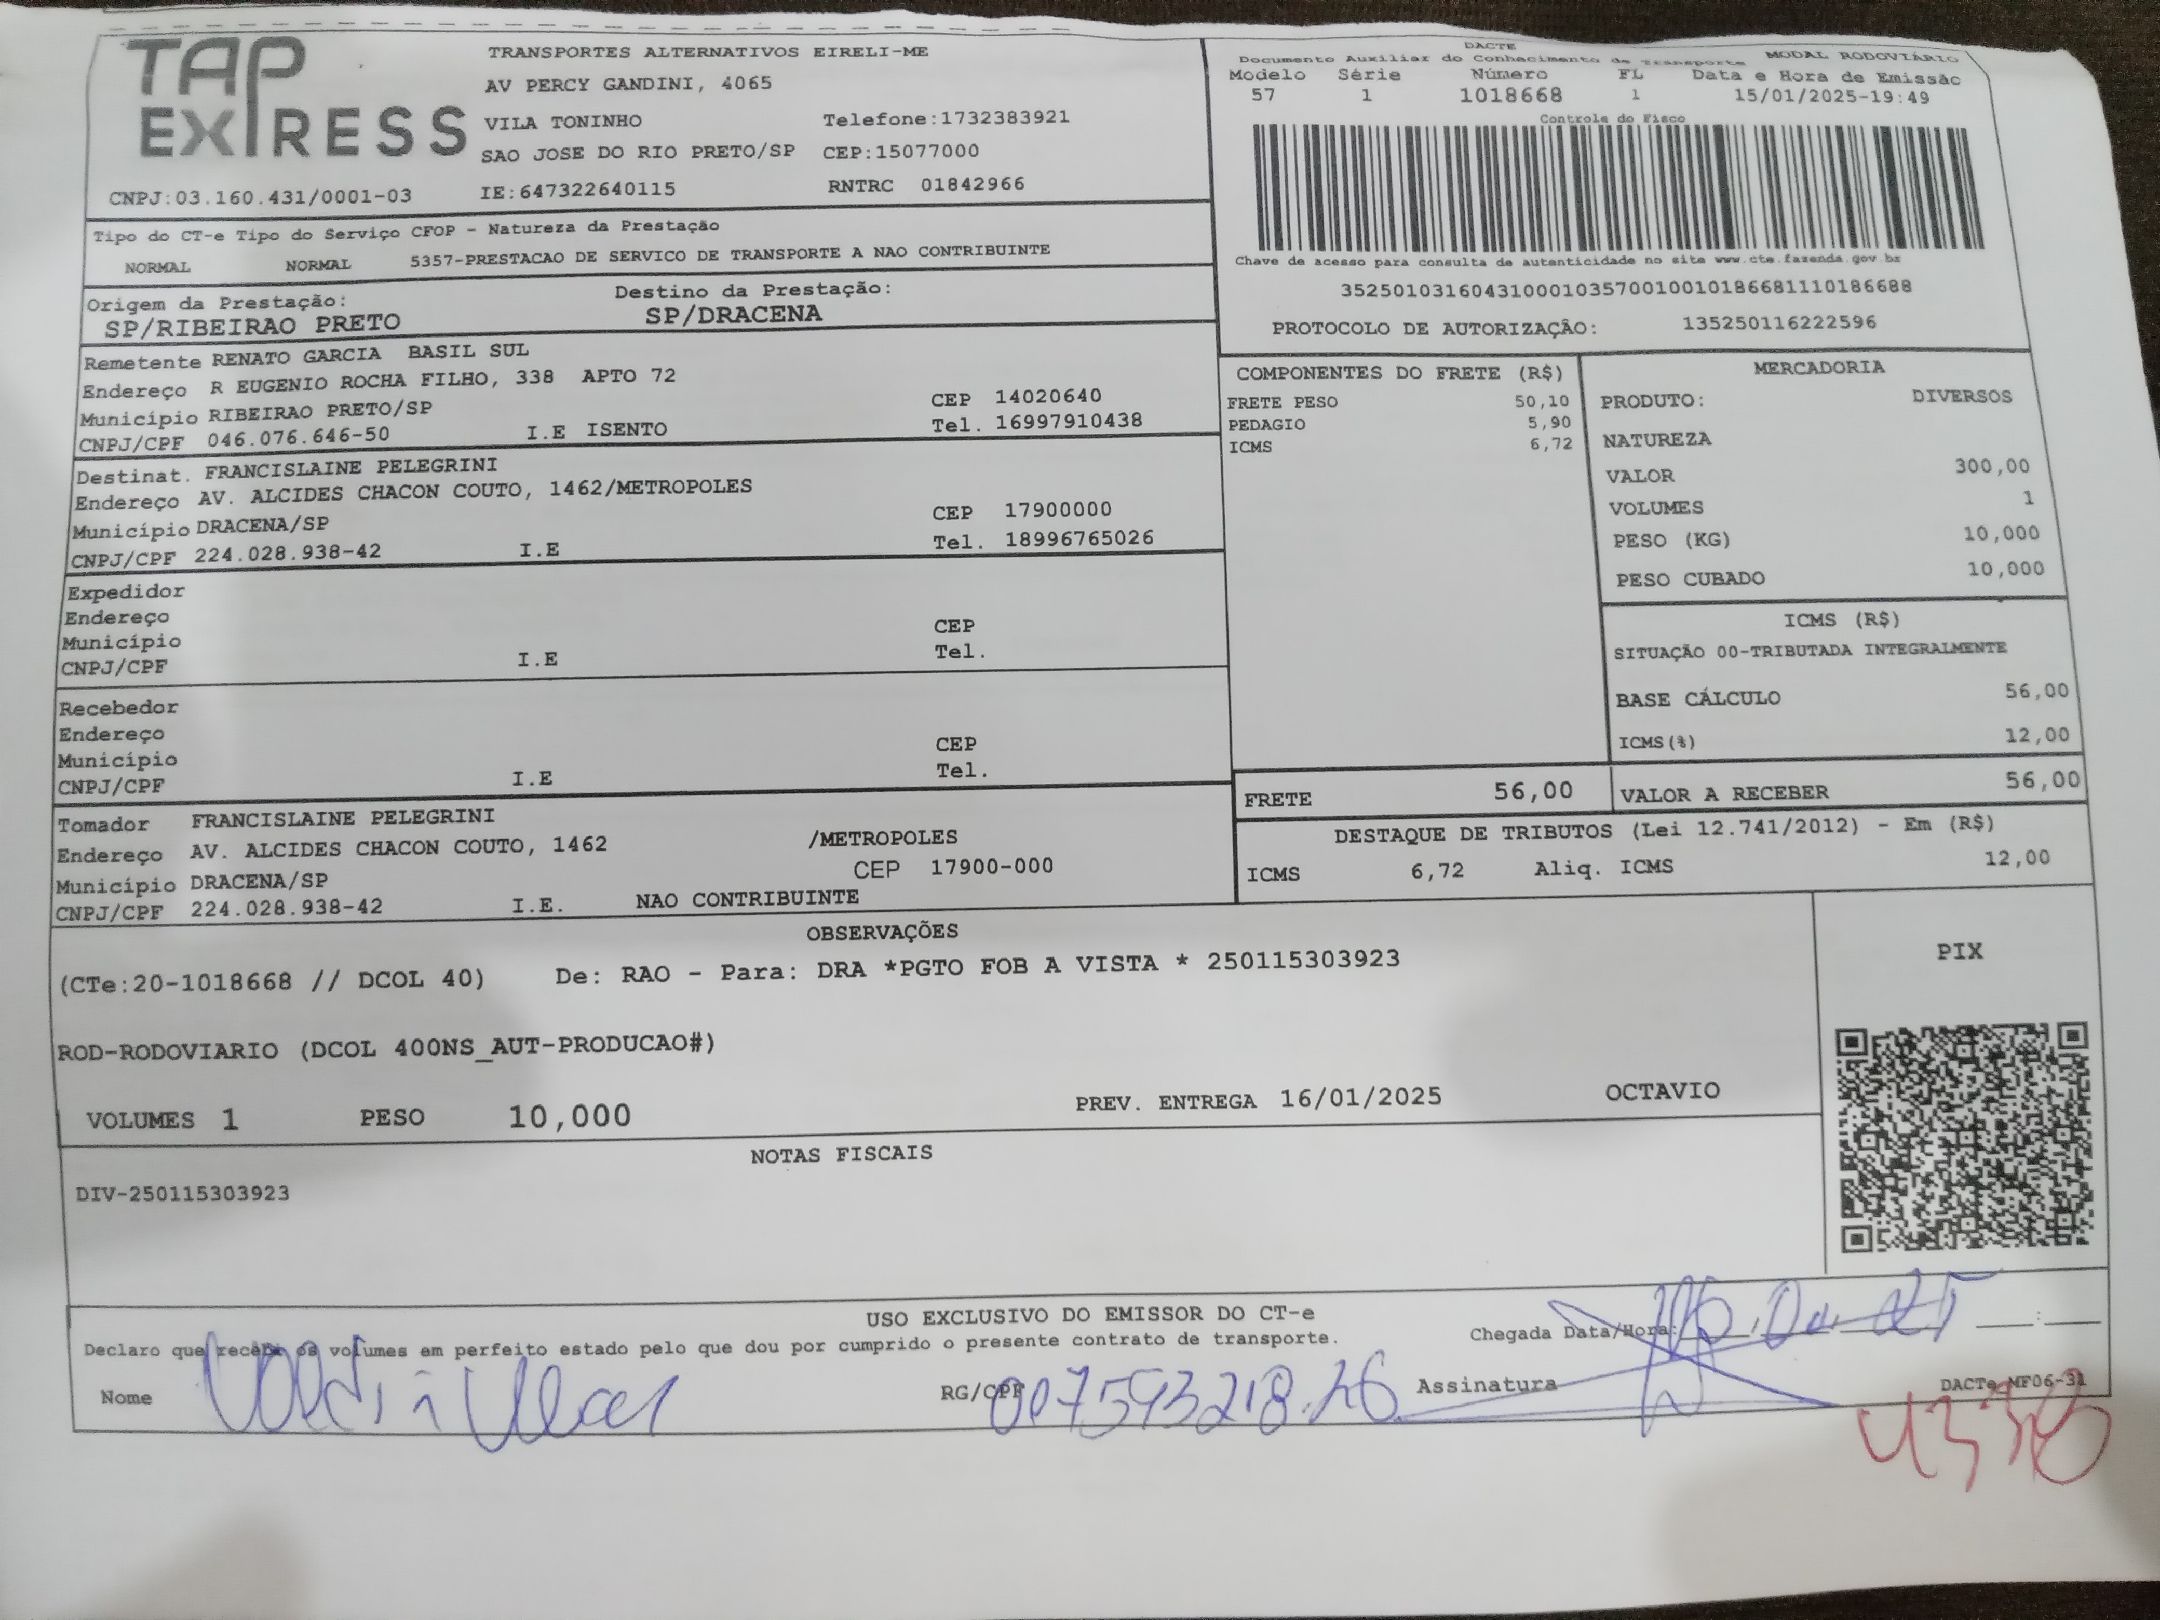 TAP EXPRESS
TRANSPORTES ALTERNATIVOS EIRELI-ME
AV PERCY GANDINI, 4065
VILA TONINHO Telefone:1732383921
SAO JOSE DO RIO PRETO/SP CEP:15077000
CNPJ:03.160.431/0001-03 IE:647322640115 RNTRC 01842966
DACTE
Documento Auxiliar do Conhecimento de Transporte MODAL RODOVIÁRIO
Modelo Série Número FL Data e Hora de Emissão
57 1 1018668 1 15/01/2025-19:49
Controle do Fisco
Chave de acesso para consulta de autenticidade no site www.cte.fazenda.gov.br
35250103160431000103570010010186681110186688
PROTOCOLO DE AUTORIZAÇÃO: 135250116222596
Tipo do CT-e Tipo do Serviço CFOP - Natureza da Prestação
NORMAL NORMAL 5357-PRESTACAO DE SERVICO DE TRANSPORTE A NAO CONTRIBUINTE
Origem da Prestação: Destino da Prestação:
SP/RIBEIRAO PRETO SP/DRACENA
Remetente RENATO GARCIA BASIL SUL
Endereço R EUGENIO ROCHA FILHO, 338 APTO 72
Município RIBEIRAO PRETO/SP CEP 14020640
CNPJ/CPF 046.076.646-50 I.E ISENTO Tel. 16997910438
Destinat. FRANCISLAINE PELEGRINI
Endereço AV. ALCIDES CHACON COUTO, 1462/METROPOLES
Município DRACENA/SP CEP 17900000
CNPJ/CPF 224.028.938-42 I.E Tel. 18996765026
Expedidor
Endereço
Município CEP
CNPJ/CPF I.E Tel.
Recebedor
Endereço
Município CEP
CNPJ/CPF I.E Tel.
Tomador FRANCISLAINE PELEGRINI
Endereço AV. ALCIDES CHACON COUTO, 1462 /METROPOLES
Município DRACENA/SP CEP 17900-000
CNPJ/CPF 224.028.938-42 I.E. NAO CONTRIBUINTE
COMPONENTES DO FRETE (R$)
FRETE PESO 50,10
PEDAGIO 5,90
ICMS 6,72
MERCADORIA
PRODUTO: DIVERSOS
NATUREZA
VALOR 300,00
VOLUMES 1
PESO (KG) 10,000
PESO CUBADO 10,000
ICMS (R$)
SITUAÇÃO 00-TRIBUTADA INTEGRALMENTE
BASE CÁLCULO 56,00
ICMS(%) 12,00
FRETE 56,00 VALOR A RECEBER 56,00
DESTAQUE DE TRIBUTOS (Lei 12.741/2012) - Em (R$)
ICMS 6,72 Aliq. ICMS 12,00
OBSERVAÇÕES
(CTe:20-1018668 // DCOL 40) De: RAO - Para: DRA *PGTO FOB A VISTA * 250115303923
ROD-RODOVIARIO (DCOL 400NS_AUT-PRODUCAO#)
VOLUMES 1 PESO 10,000 PREV. ENTREGA 16/01/2025 OCTAVIO
PIX
NOTAS FISCAIS
DIV-250115303923
USO EXCLUSIVO DO EMISSOR DO CT-e
Declaro que recebi os volumes em perfeito estado pelo que dou por cumprido o presente contrato de transporte. Chegada Data/Hora:
Nome RG/CPF 007593218.26 Assinatura DACTe MF06-31